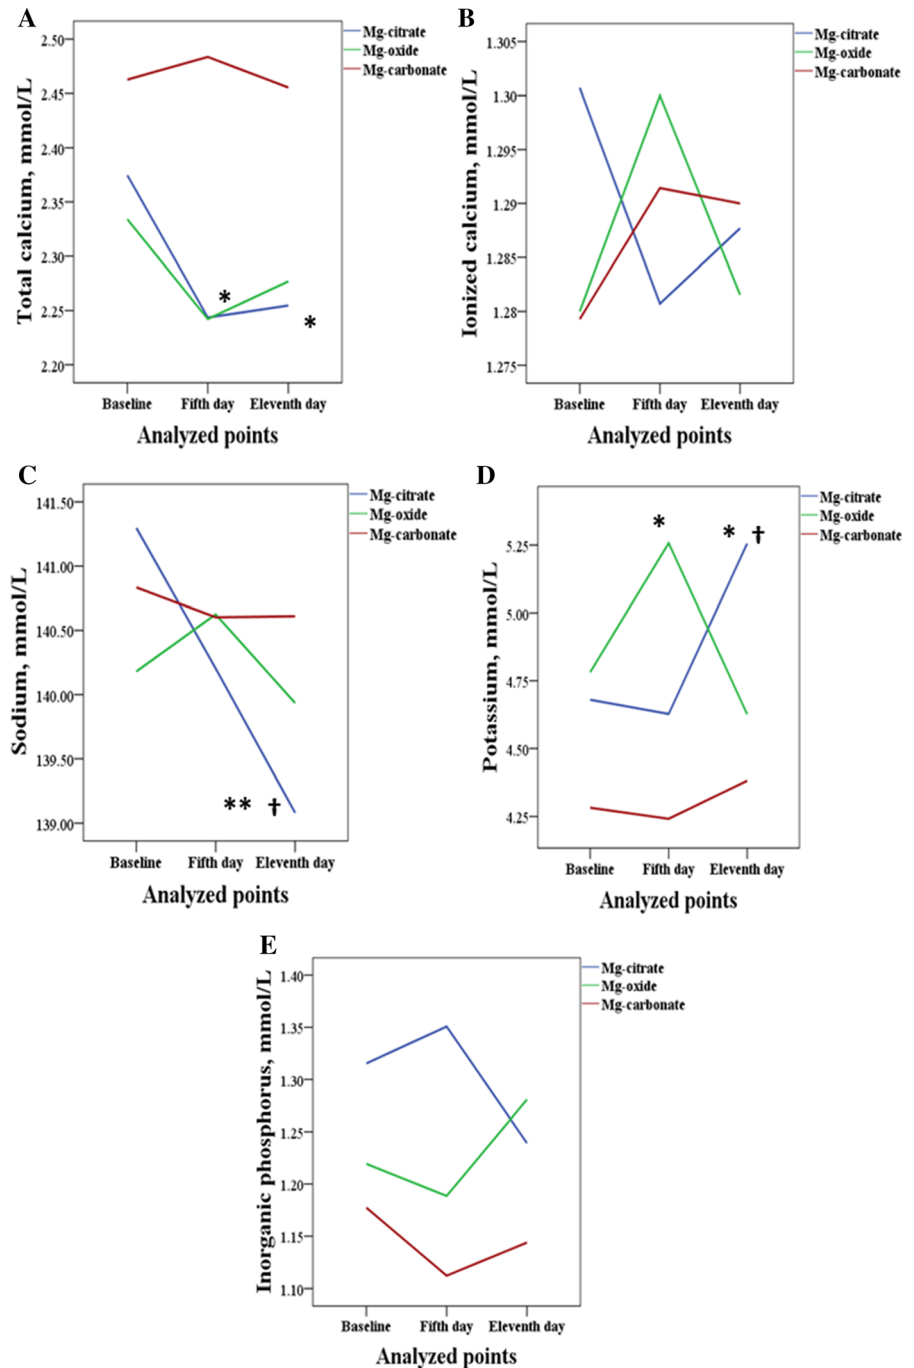 A
Mg-citrate
Mg-oxide
Mg-carbonate
Total calcium, mmol/L
2.50
2.45
2.40
2.35
2.30
2.25
2.20
*
*
Baseline Fifth day Eleventh day
Analyzed points
B
Mg-citrate
Mg-oxide
Mg-carbonate
Ionized calcium, mmol/L
1.305
1.30
1.295
1.29
1.285
1.28
1.275
Baseline Fifth day Eleventh day
Analyzed points
C
Mg-citrate
Mg-oxide
Mg-carbonate
Sodium, mmol/L
141.50
141.00
140.50
140.00
139.50
139.00
** †
Baseline Fifth day Eleventh day
Analyzed points
D
Mg-citrate
Mg-oxide
Mg-carbonate
Potassium, mmol/L
5.25
5.00
4.75
4.50
4.25
*
* †
Baseline Fifth day Eleventh day
Analyzed points
E
Mg-citrate
Mg-oxide
Mg-carbonate
Inorganic phosphorus, mmol/L
1.40
1.35
1.30
1.25
1.20
1.15
1.10
Baseline Fifth day Eleventh day
Analyzed points